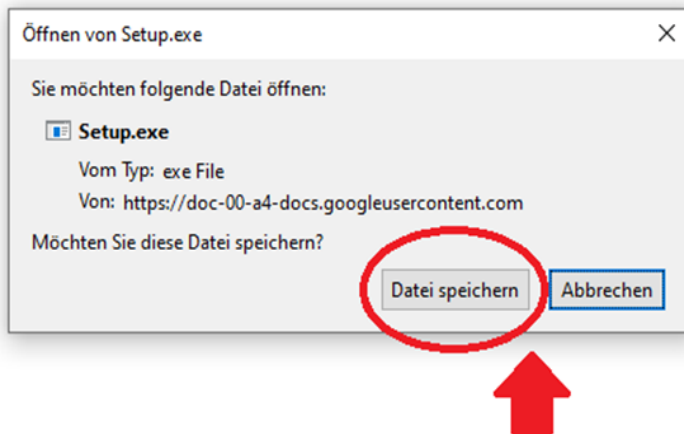 Öffnen von Setup.exe
Sie möchten folgende Datei öffnen:
Setup.exe
Vom Typ: exe File
Von: https://doc-00-a4-docs.googleusercontent.com
Möchten Sie diese Datei speichern?
Datei speichern Abbrechen